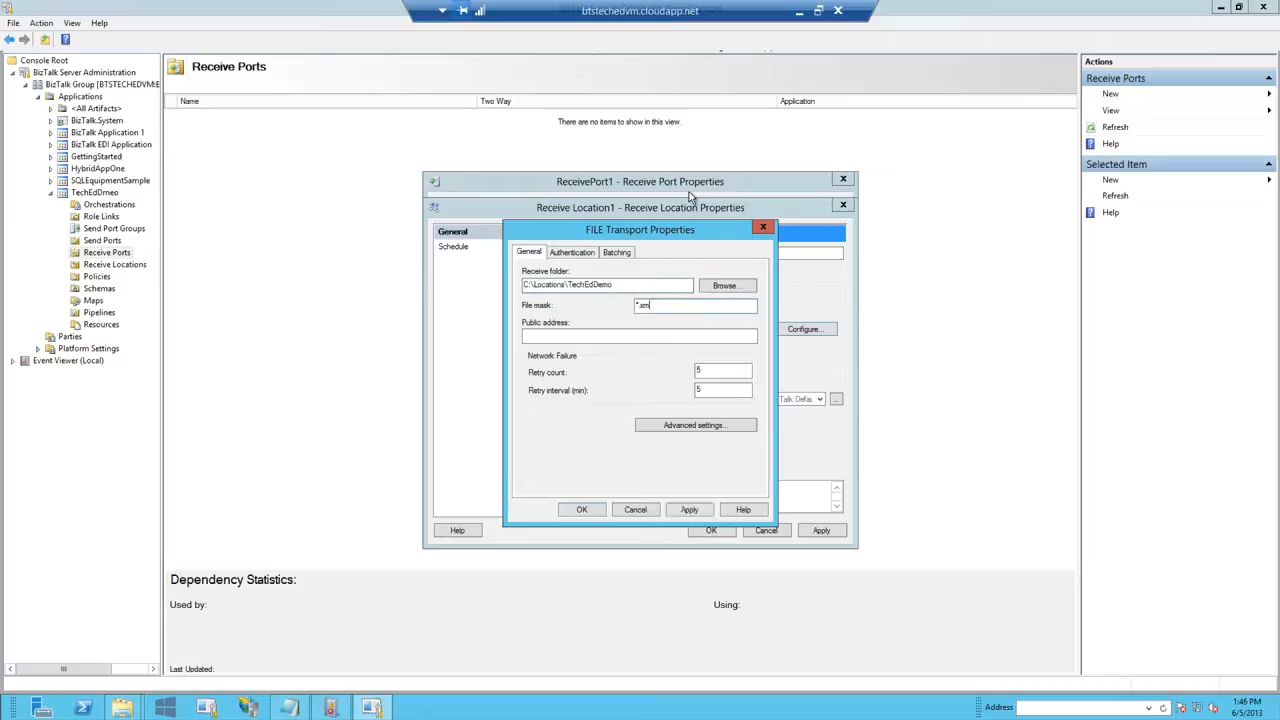 btstechedvm.cloudapp.net
File Action View Help
Console Root
BizTalk Server Administration
BizTalk Group [BTSTECHEDVM:E
Applications
<All Artifacts>
BizTalk.System
BizTalk Application 1
BizTalk EDI Application
GettingStarted
HybridAppOne
SQLEquipmentSample
TechEdDmeo
Orchestrations
Role Links
Send Port Groups
Send Ports
Receive Ports
Receive Locations
Policies
Schemas
Maps
Pipelines
Resources
Parties
Platform Settings
Event Viewer (Local)
Receive Ports
Name Two Way Application
There are no items to show in this view.
ReceivePort1 - Receive Port Properties
Receive Location1 - Receive Location Properties
General
Schedule
FILE Transport Properties
General Authentication Batching
Receive folder:
C:\Locations\TechEdDemo Browse...
File mask: *.xm
Public address:
Network Failure
Retry count: 5
Retry interval (min): 5
Advanced settings...
OK Cancel Apply Help
Configure...
Talk.Defau ...
Help OK Cancel Apply
Dependency Statistics:
Used by: Using:
Last Updated:
Actions
Receive Ports
New
View
Refresh
Help
Selected Item
New
Refresh
Help
Address
1:46 PM
6/5/2013